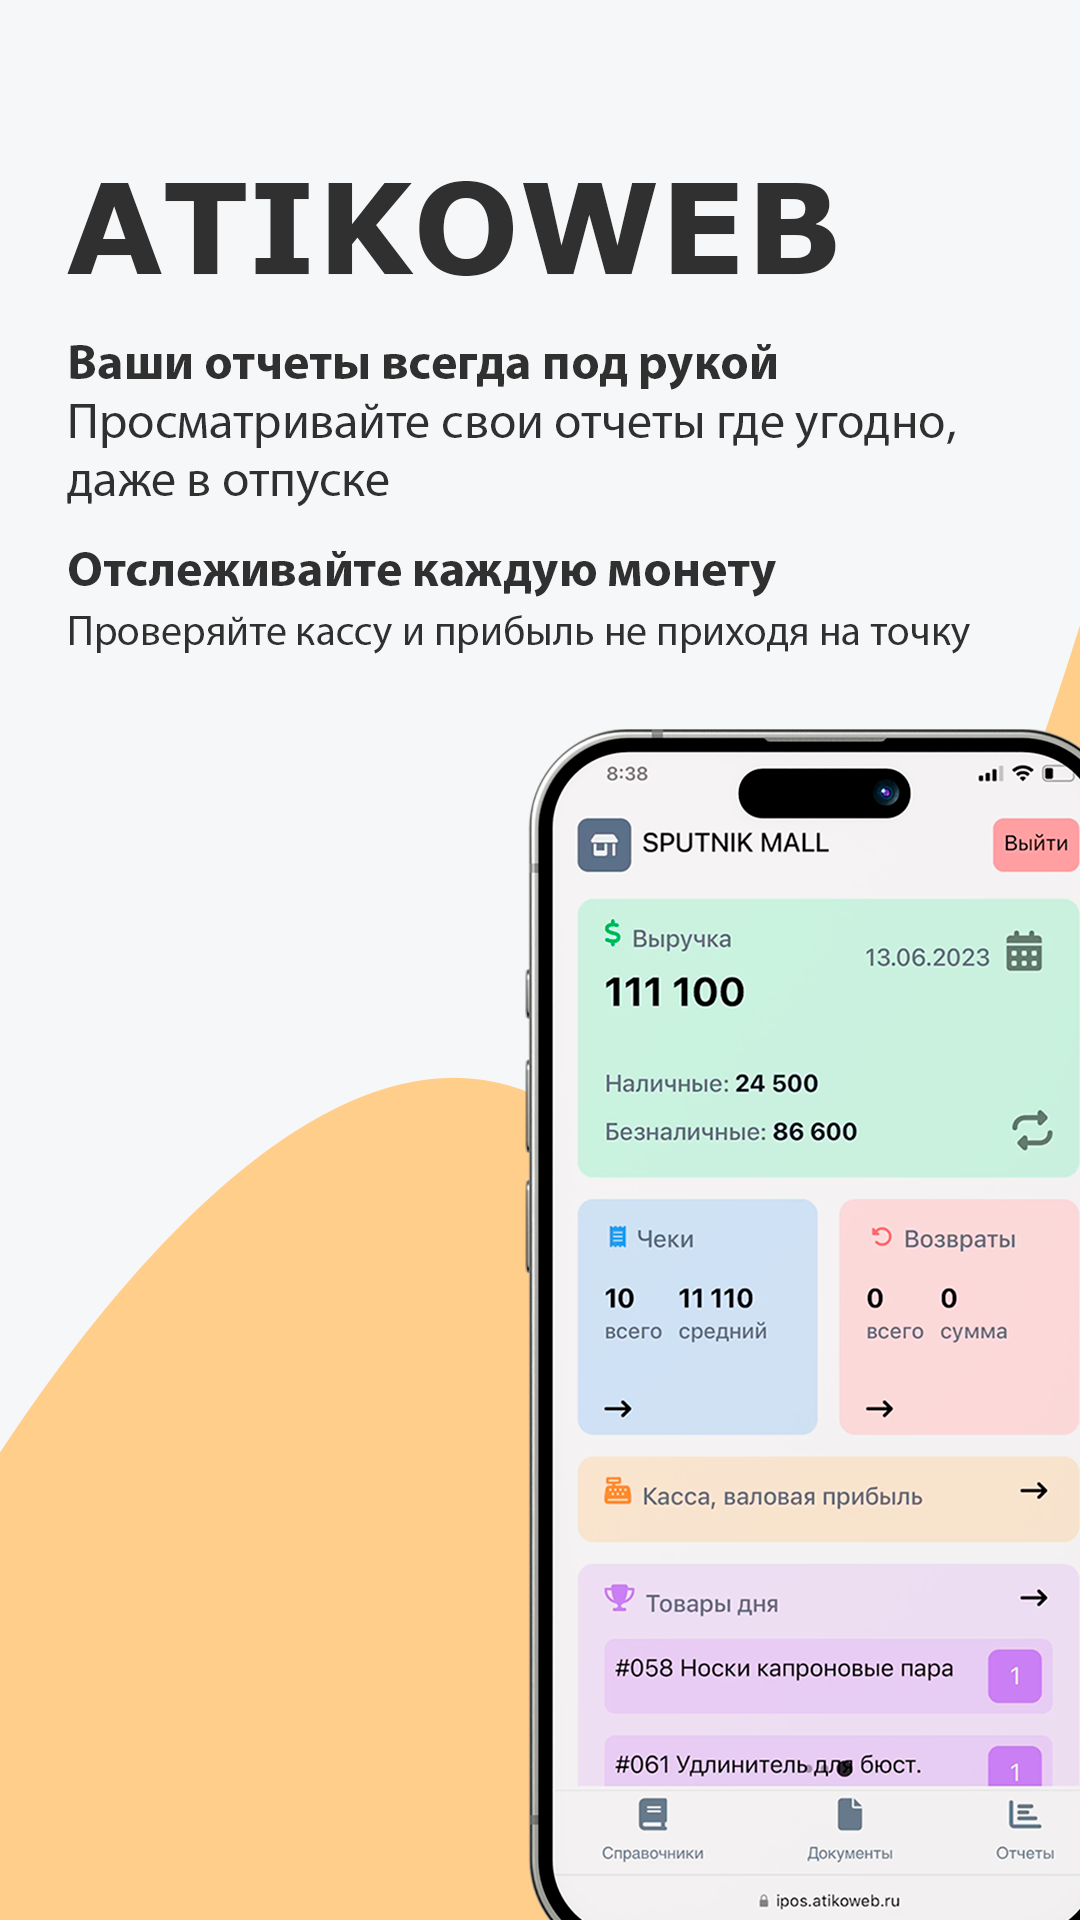 ATIKOWEB
Ваши отчеты всегда под рукой
Просматривайте свои отчеты где угодно,
даже в отпуске
Отслеживайте каждую монету
Проверяйте кассу и прибыль не приходя на точку
8:38
SPUTNIK MALL
Выйти
$ Выручка
13.06.2023
111 100
Наличные: 24 500
Безналичные: 86 600
Чеки
10 11 110
всего средний
Возвраты
0 0
всего сумма
Касса, валовая прибыль
Товары дня
#058 Носки капроновые пара 1
#061 Удлинитель для бюст. 1
Справочники Документы Отчеты
ipos.atikoweb.ru